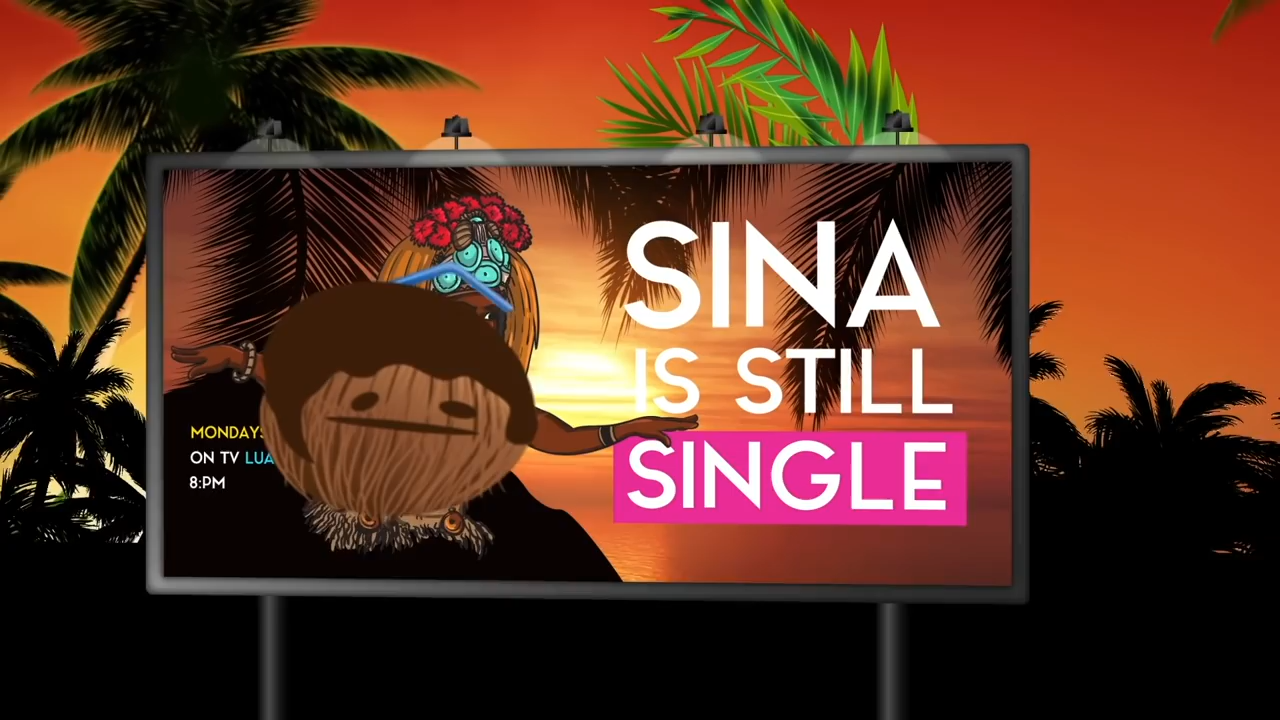 SINA
IS STILL
SINGLE
MONDAYS
ON TV LUA
8:PM